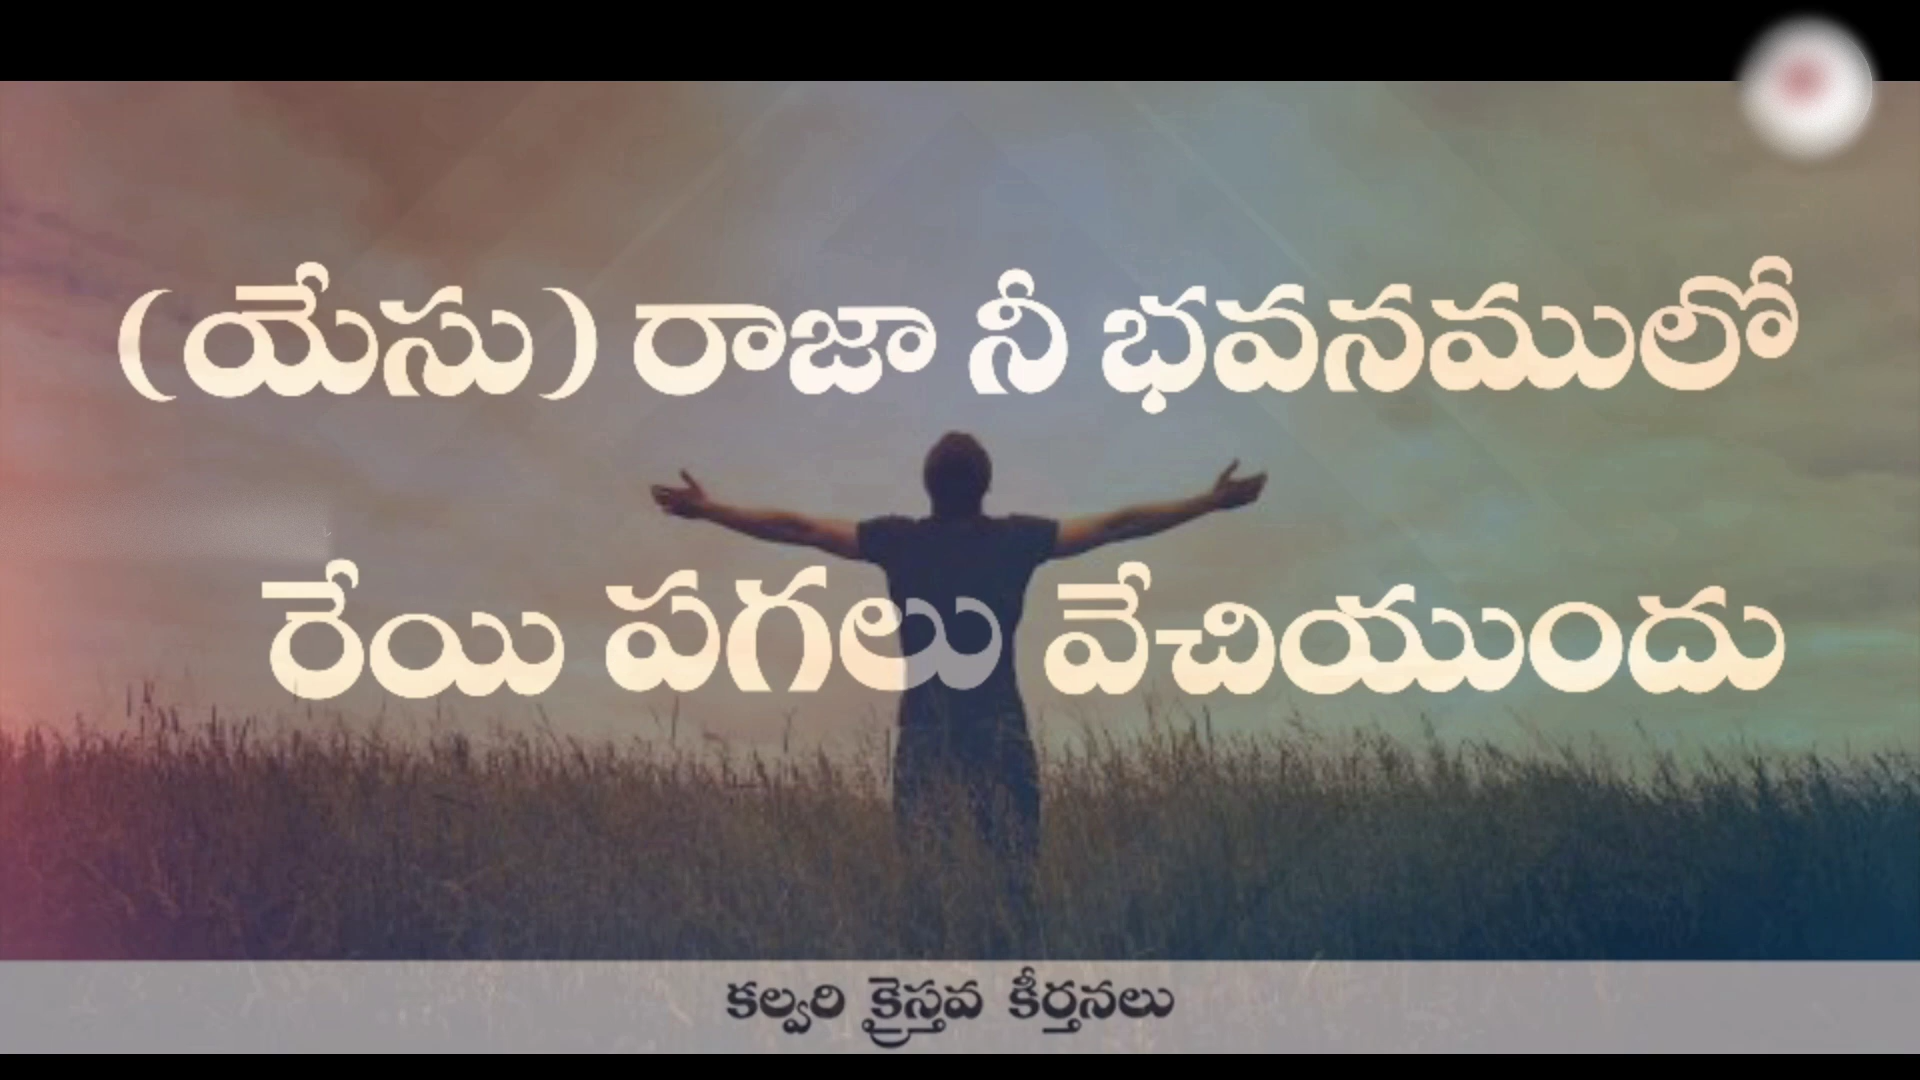 (యేసు) రాజా నీ భవనములో
రేయి పగలు వేచియుందు
కల్వరి క్రైస్తవ కీర్తనలు